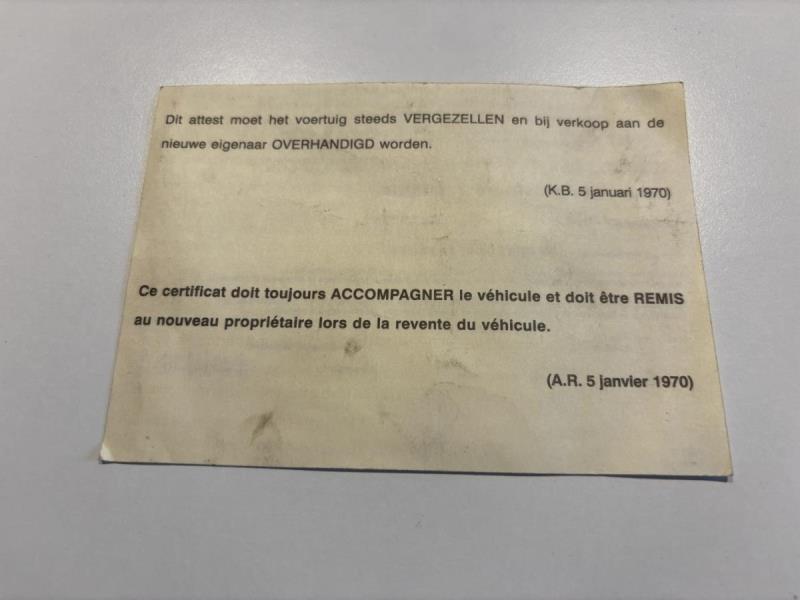 Dit attest moet het voertuig steeds VERGEZELLEN en bij verkoop aan de
nieuwe eigenaar OVERHANDIGD worden.
(K.B. 5 januari 1970)
Ce certificat doit toujours ACCOMPAGNER le véhicule et doit être REMIS
au nouveau propriétaire lors de la revente du véhicule.
(A.R. 5 janvier 1970)